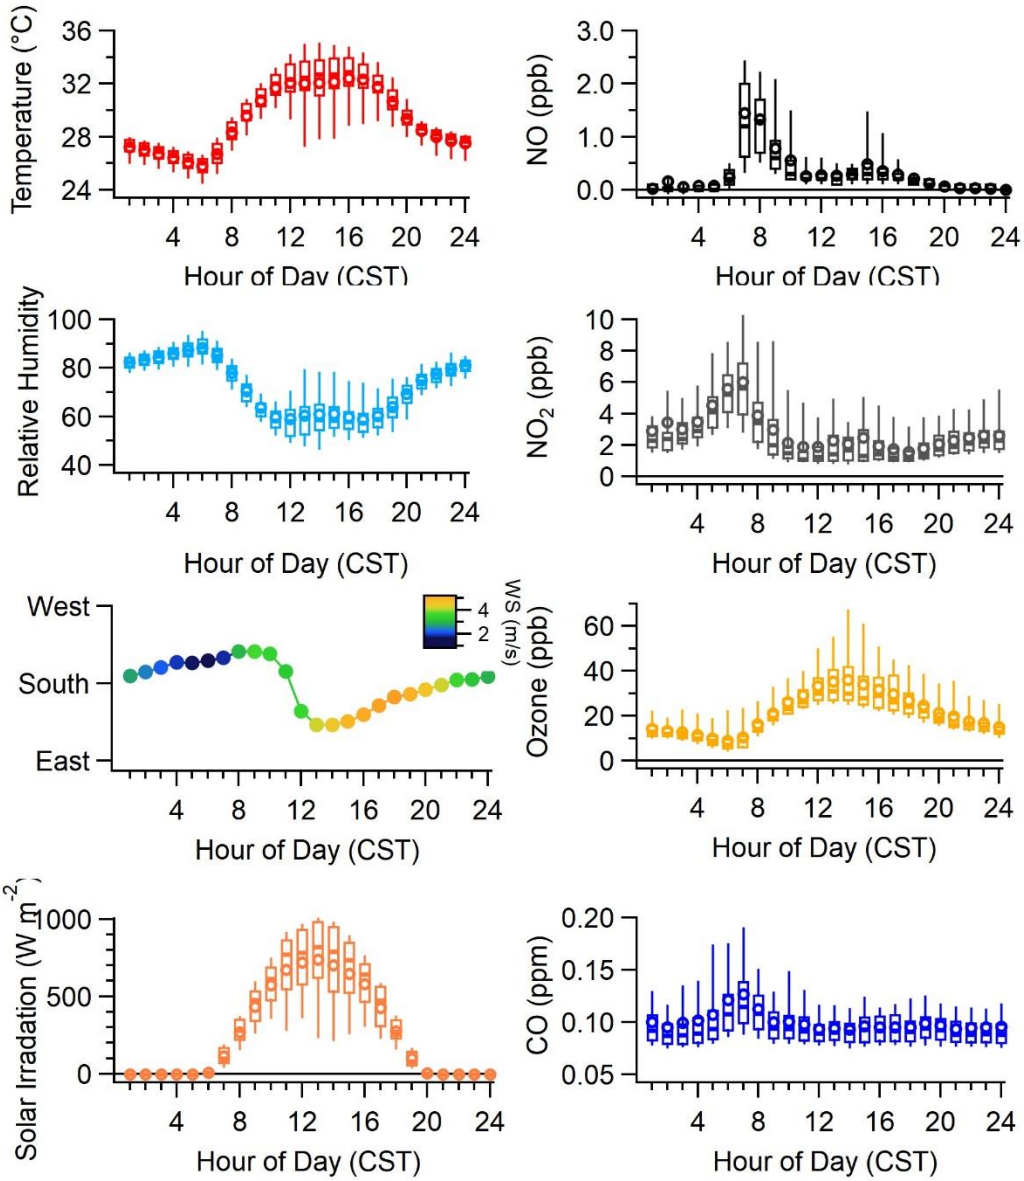 Temperature (°C)
36
32
28
24
4 8 12 16 20 24
Hour of Day (CST)
NO (ppb)
3.0
2.0
1.0
0.0
4 8 12 16 20 24
Hour of Day (CST)
Relative Humidity
100
80
60
40
4 8 12 16 20 24
Hour of Day (CST)
NO₂ (ppb)
10
8
6
4
2
0
4 8 12 16 20 24
Hour of Day (CST)
West
South
East
4
2
WS (m/s)
4 8 12 16 20 24
Hour of Day (CST)
Ozone (ppb)
60
40
20
0
4 8 12 16 20 24
Hour of Day (CST)
Solar Irradation (W m⁻²)
1000
500
0
4 8 12 16 20 24
Hour of Day (CST)
CO (ppm)
0.20
0.15
0.10
0.05
4 8 12 16 20 24
Hour of Day (CST)